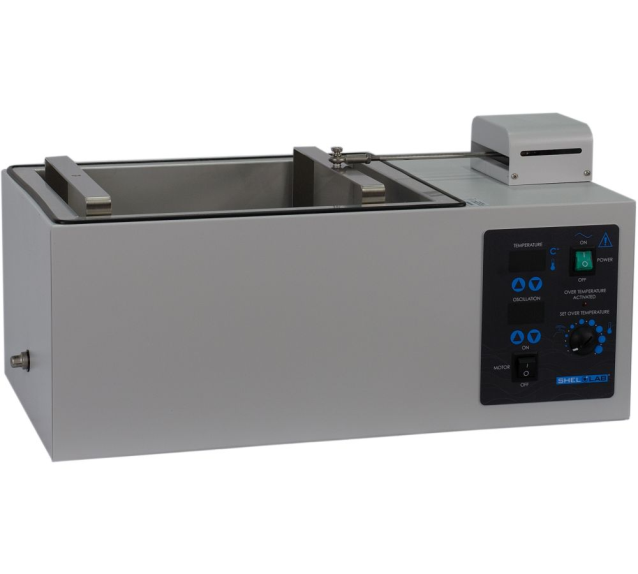 TEMPERATURE
C°
ON
POWER
OFF
OVER TEMPERATURE
ACTIVATED
OSCILLATION
SET OVER TEMPERATURE
ON
MOTOR
OFF
SHEL LAB